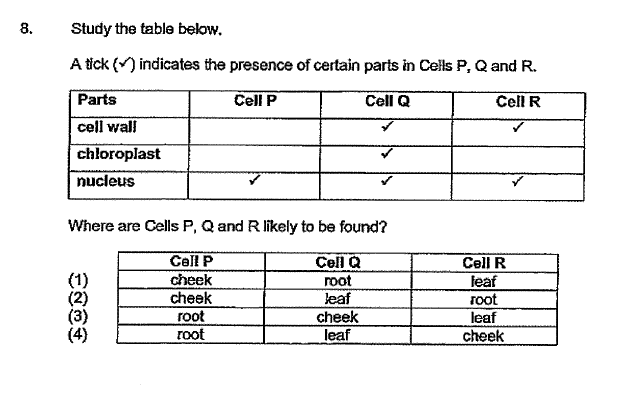 8. Study the table below.
A tick (✓) indicates the presence of certain parts in Cells P, Q and R.
Parts Cell P Cell Q Cell R
cell wall ✓ ✓
chloroplast ✓
nucleus ✓ ✓ ✓
Where are Cells P, Q and R likely to be found?
Cell P Cell Q Cell R
(1) cheek root leaf
(2) cheek leaf root
(3) root cheek leaf
(4) root leaf cheek